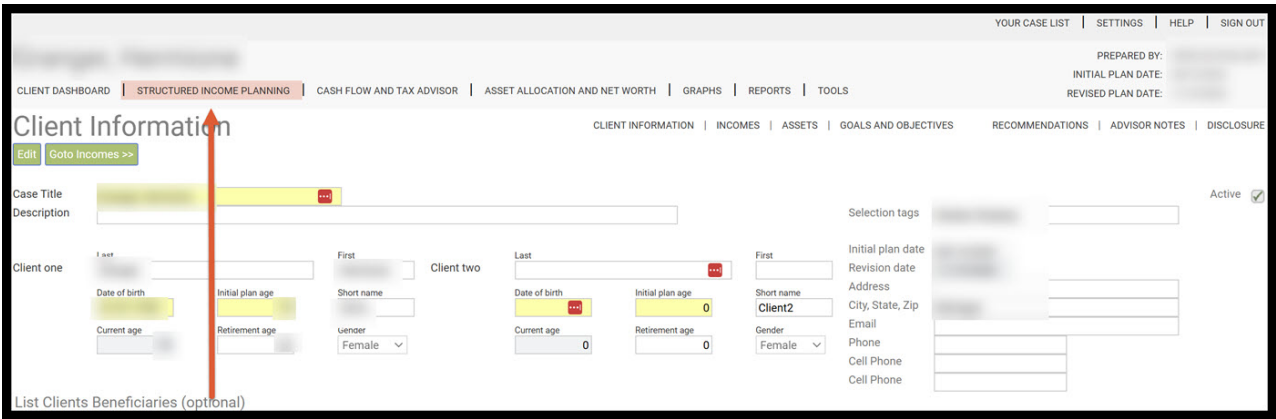 YOUR CASE LIST | SETTINGS | HELP | SIGN OUT
PREPARED BY:
INITIAL PLAN DATE:
REVISED PLAN DATE:
CLIENT DASHBOARD | STRUCTURED INCOME PLANNING | CASH FLOW AND TAX ADVISOR | ASSET ALLOCATION AND NET WORTH | GRAPHS | REPORTS | TOOLS
Client Information
CLIENT INFORMATION | INCOMES | ASSETS | GOALS AND OBJECTIVES RECOMMENDATIONS | ADVISOR NOTES | DISCLOSURE
Edit Goto Incomes >>
Case Title
Active
Description
Selection tags
Client one
Last First
Client two
Last First
Date of birth Initial plan age Short name
Date of birth Initial plan age Short name
0 Client2
Current age Retirement age Gender
Female
Current age Retirement age Gender
0 0 Female
Initial plan date
Revision date
Address
City, State, Zip
Email
Phone
Cell Phone
Cell Phone
List Clients Beneficiaries (optional)